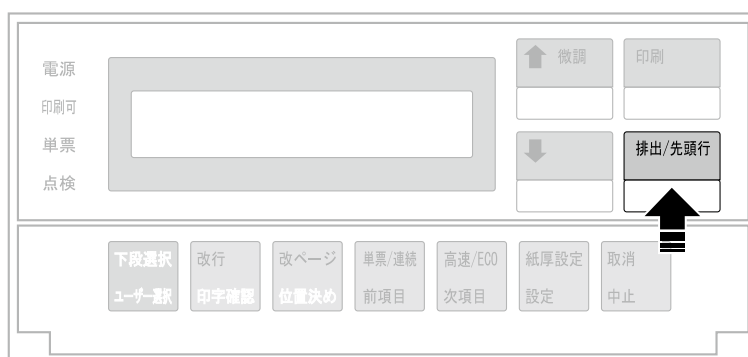 電源
印刷可
単票
点検
微調
印刷
排出/先頭行
下段選択
改行
改ページ
単票/連続
高速/ECO
紙厚設定
取消
ユーザー選択
印字確認
位置決め
前項目
次項目
設定
中止